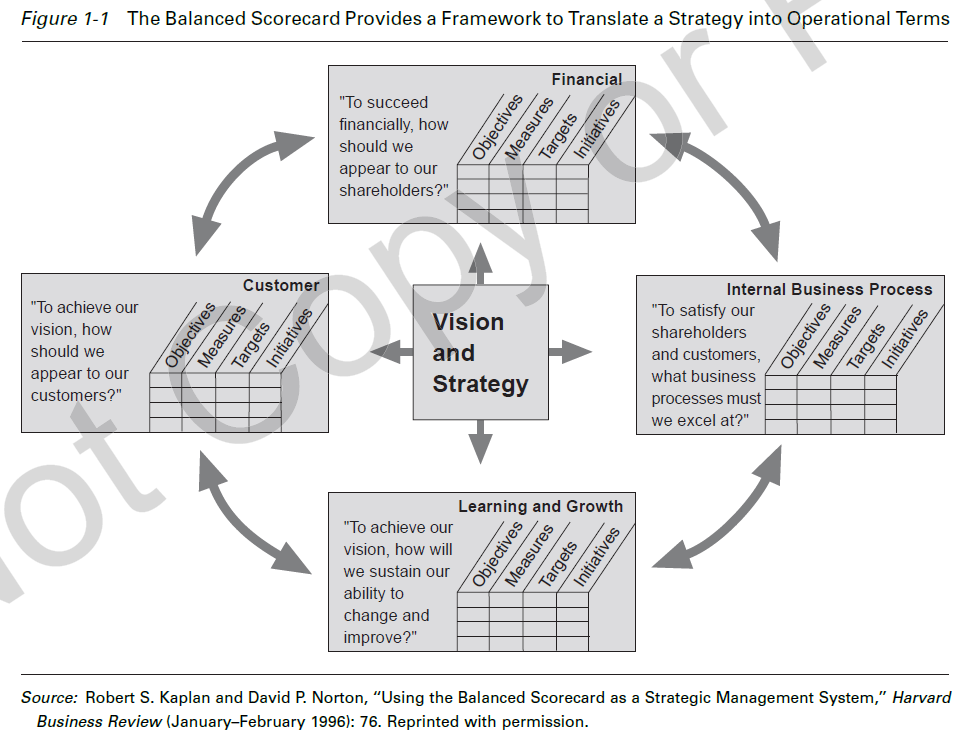 Figure 1-1 The Balanced Scorecard Provides a Framework to Translate a Strategy into Operational Terms
Financial
"To succeed
financially, how
should we
appear to our
shareholders?"
Objectives
Measures
Targets
Initiatives
Customer
"To achieve our
vision, how
should we
appear to our
customers?"
Objectives
Measures
Targets
Initiatives
Vision
and
Strategy
Internal Business Process
"To satisfy our
shareholders
and customers,
what business
processes must
we excel at?"
Objectives
Measures
Targets
Initiatives
Learning and Growth
"To achieve our
vision, how will
we sustain our
ability to
change and
improve?"
Objectives
Measures
Targets
Initiatives
Source: Robert S. Kaplan and David P. Norton, “Using the Balanced Scorecard as a Strategic Management System,” Harvard
Business Review (January–February 1996): 76. Reprinted with permission.
Not Copy or